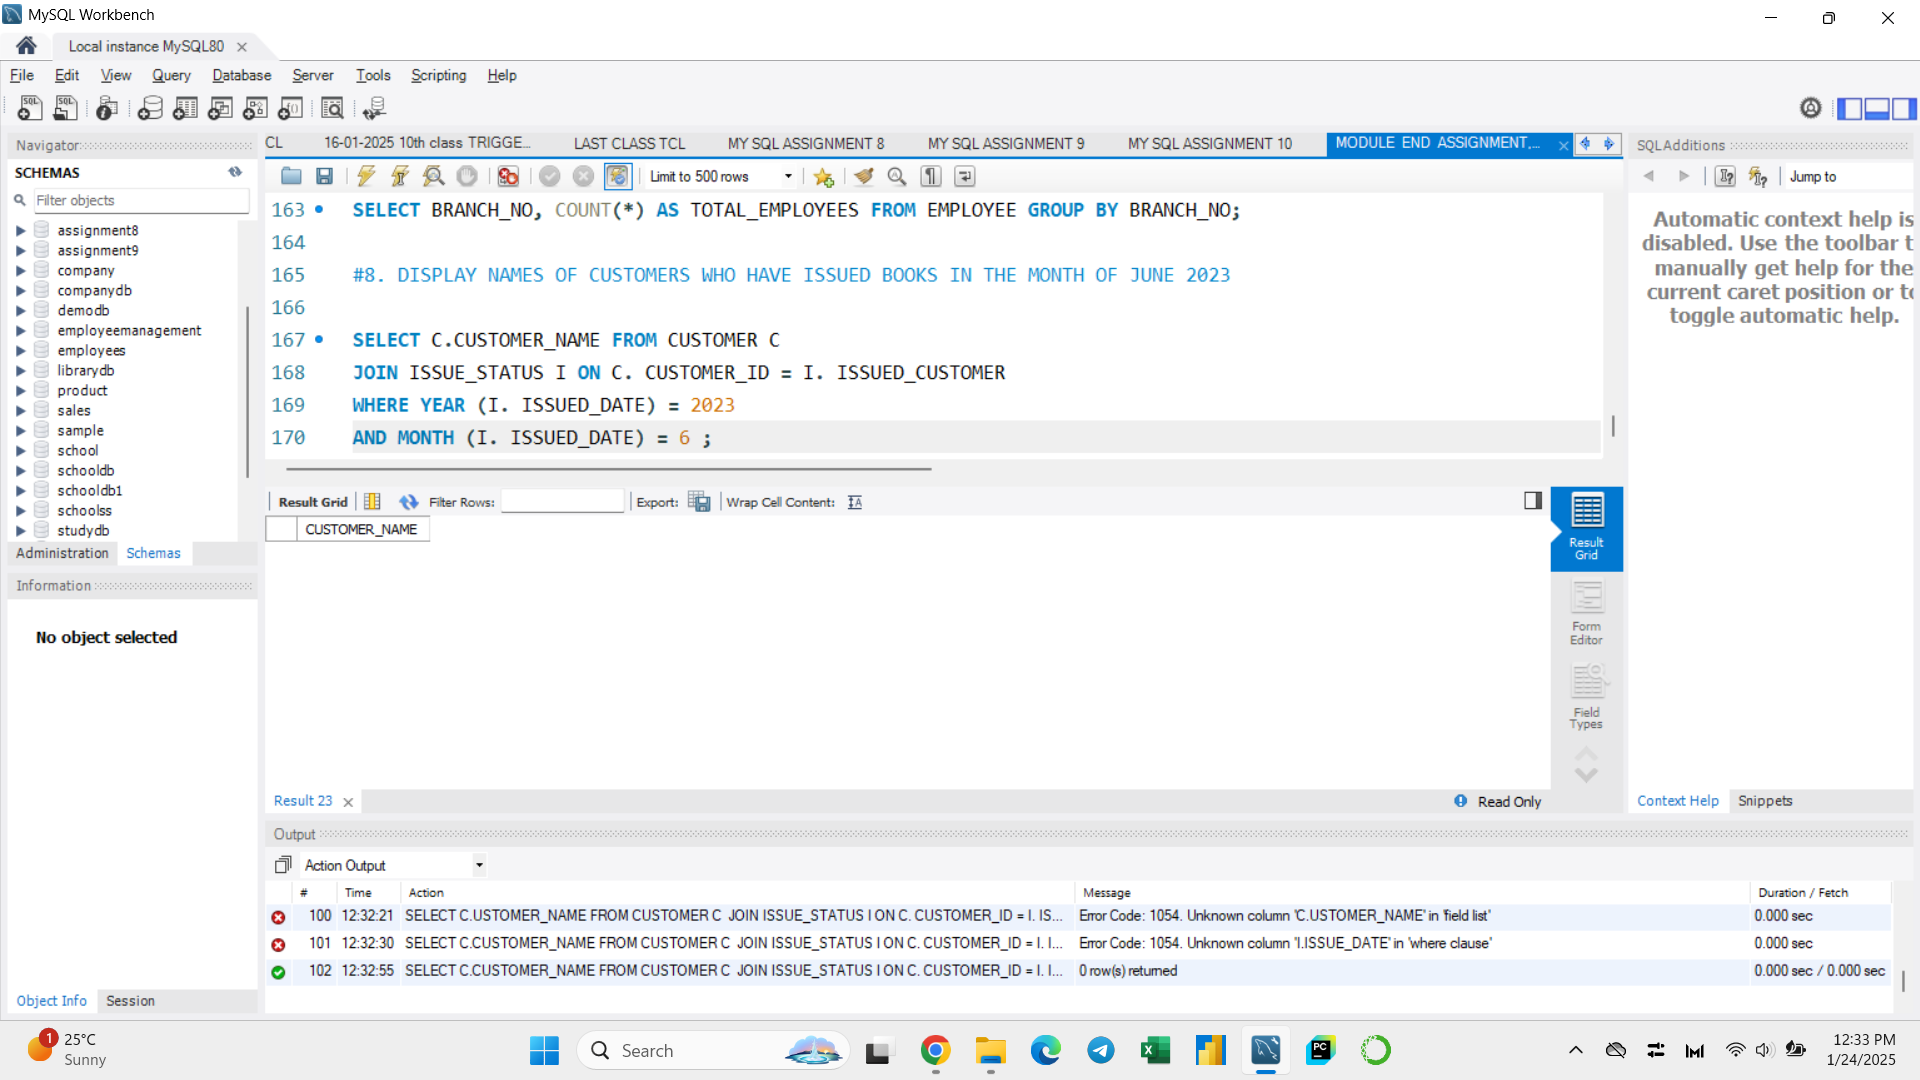 MySQL Workbench
Local instance MySQL80
File Edit View Query Database Server Tools Scripting Help
Navigator
SCHEMAS
Filter objects
assignment8
assignment9
company
companydb
demodb
employeemanagement
employees
librarydb
product
sales
sample
school
schooldb
schooldb1
schoolss
studydb
Administration Schemas
Information
No object selected
Object Info Session
CL 16-01-2025 10th class TRIGGE... LAST CLASS TCL MY SQL ASSIGNMENT 8 MY SQL ASSIGNMENT 9 MY SQL ASSIGNMENT 10 MODULE END ASSIGNMENT,...
Limit to 500 rows
163 SELECT BRANCH_NO, COUNT(*) AS TOTAL_EMPLOYEES FROM EMPLOYEE GROUP BY BRANCH_NO;
164
165 #8. DISPLAY NAMES OF CUSTOMERS WHO HAVE ISSUED BOOKS IN THE MONTH OF JUNE 2023
166
167 SELECT C.CUSTOMER_NAME FROM CUSTOMER C
168 JOIN ISSUE_STATUS I ON C. CUSTOMER_ID = I. ISSUED_CUSTOMER
169 WHERE YEAR (I. ISSUED_DATE) = 2023
170 AND MONTH (I. ISSUED_DATE) = 6 ;
Result Grid Filter Rows: Export: Wrap Cell Content:
CUSTOMER_NAME
Result Grid
Form Editor
Field Types
Result 23
Read Only
SQLAdditions
Jump to
Automatic context help is
disabled. Use the toolbar t
manually get help for the
current caret position or to
toggle automatic help.
Context Help Snippets
Output
Action Output
# Time Action Message Duration / Fetch
100 12:32:21 SELECT C.USTOMER_NAME FROM CUSTOMER C JOIN ISSUE_STATUS I ON C. CUSTOMER_ID = I. IS... Error Code: 1054. Unknown column 'C.USTOMER_NAME' in 'field list' 0.000 sec
101 12:32:30 SELECT C.CUSTOMER_NAME FROM CUSTOMER C JOIN ISSUE_STATUS I ON C. CUSTOMER_ID = I. I... Error Code: 1054. Unknown column 'I.ISSUE_DATE' in 'where clause' 0.000 sec
102 12:32:55 SELECT C.CUSTOMER_NAME FROM CUSTOMER C JOIN ISSUE_STATUS I ON C. CUSTOMER_ID = I. I... 0 row(s) returned 0.000 sec / 0.000 sec
1
25°C
Sunny
Search
12:33 PM
1/24/2025